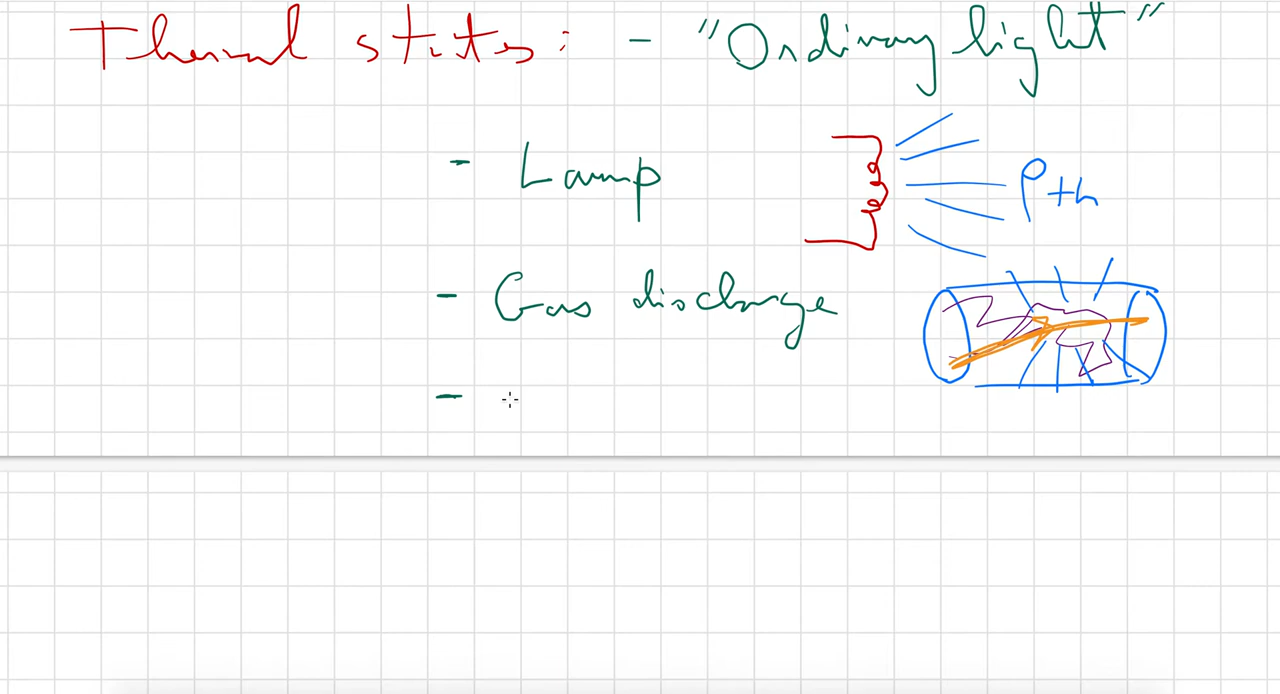 Thermal states: - "Ordinary light"
- Lamp ρth
- Gas discharge
-